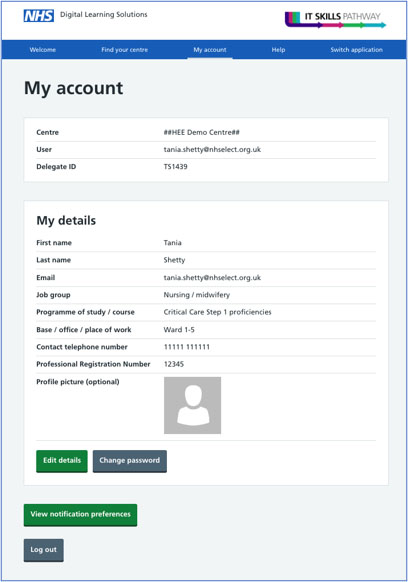 NHS Digital Learning Solutions
IT SKILLS PATHWAY
Welcome Find your centre My account Help Switch application
My account
Centre ##HEE Demo Centre##
User tania.shetty@nhselect.org.uk
Delegate ID TS1439
My details
First name Tania
Last name Shetty
Email tania.shetty@nhselect.org.uk
Job group Nursing / midwifery
Programme of study / course Critical Care Step 1 proficiencies
Base / office / place of work Ward 1-5
Contact telephone number 11111 111111
Professional Registration Number 12345
Profile picture (optional)
Edit details Change password
View notification preferences
Log out